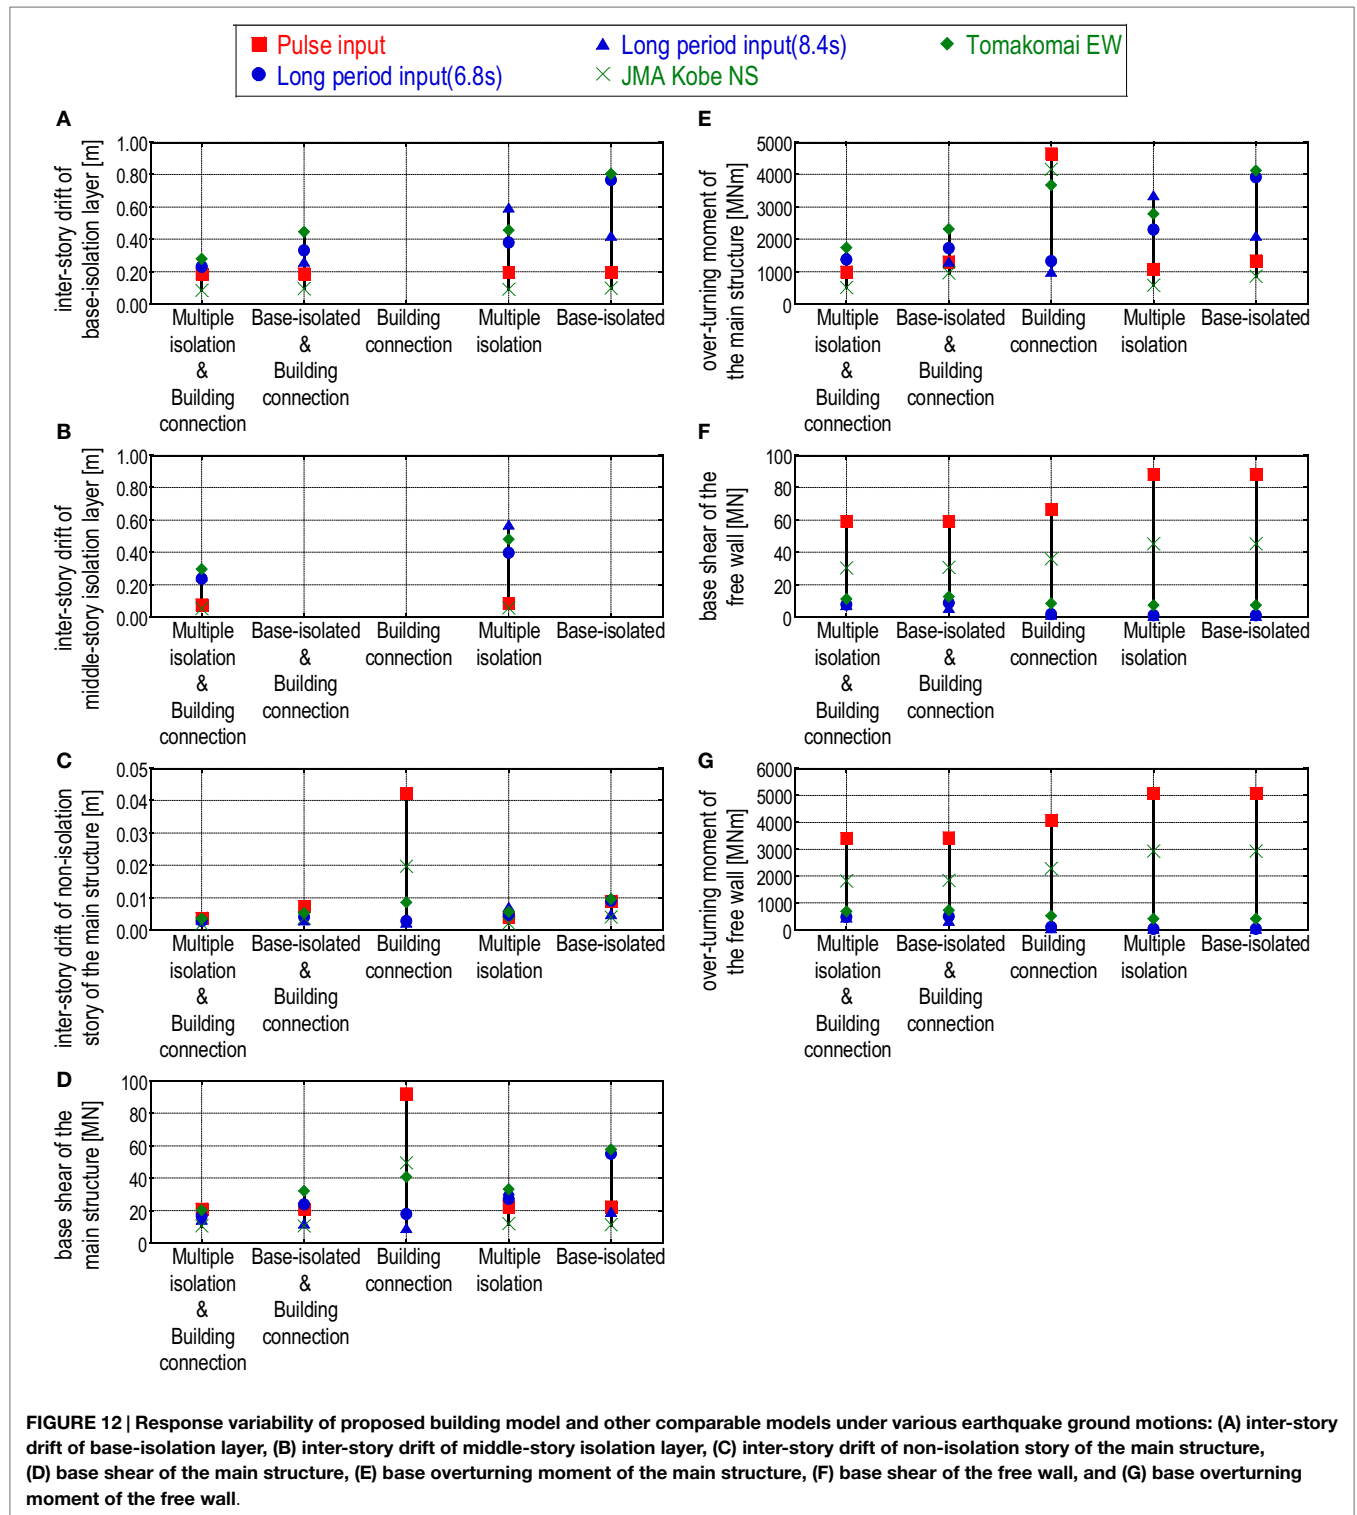 Pulse input
Long period input(8.4s)
Tomakomai EW
Long period input(6.8s)
JMA Kobe NS
A
inter-story drift of
base-isolation layer [m]
1.00
0.80
0.60
0.40
0.20
0.00
Multiple Base-isolated Building Multiple Base-isolated
isolation & connection isolation
& Building
Building connection
connection
B
inter-story drift of
middle-story isolation layer [m]
1.00
0.80
0.60
0.40
0.20
0.00
Multiple Base-isolated Building Multiple Base-isolated
isolation & connection isolation
& Building
Building connection
connection
C
inter-story drift of non-isolation
story of the main structure [m]
0.05
0.04
0.03
0.02
0.01
0.00
Multiple Base-isolated Building Multiple Base-isolated
isolation & connection isolation
& Building
Building connection
connection
D
base shear of the
main structure [MN]
100
80
60
40
20
0
Multiple Base-isolated Building Multiple Base-isolated
isolation & connection isolation
& Building
Building connection
connection
E
over-turning moment of
the main structure [MNm]
5000
4000
3000
2000
1000
0
Multiple Base-isolated Building Multiple Base-isolated
isolation & connection isolation
& Building
Building connection
connection
F
base shear of the
free wall [MN]
100
80
60
40
20
0
Multiple Base-isolated Building Multiple Base-isolated
isolation & connection isolation
& Building
Building connection
connection
G
over-turning moment of
the free wall [MNm]
6000
5000
4000
3000
2000
1000
0
Multiple Base-isolated Building Multiple Base-isolated
isolation & connection isolation
& Building
Building connection
connection
FIGURE 12 | Response variability of proposed building model and other comparable models under various earthquake ground motions: (A) inter-story
drift of base-isolation layer, (B) inter-story drift of middle-story isolation layer, (C) inter-story drift of non-isolation story of the main structure,
(D) base shear of the main structure, (E) base overturning moment of the main structure, (F) base shear of the free wall, and (G) base overturning
moment of the free wall.